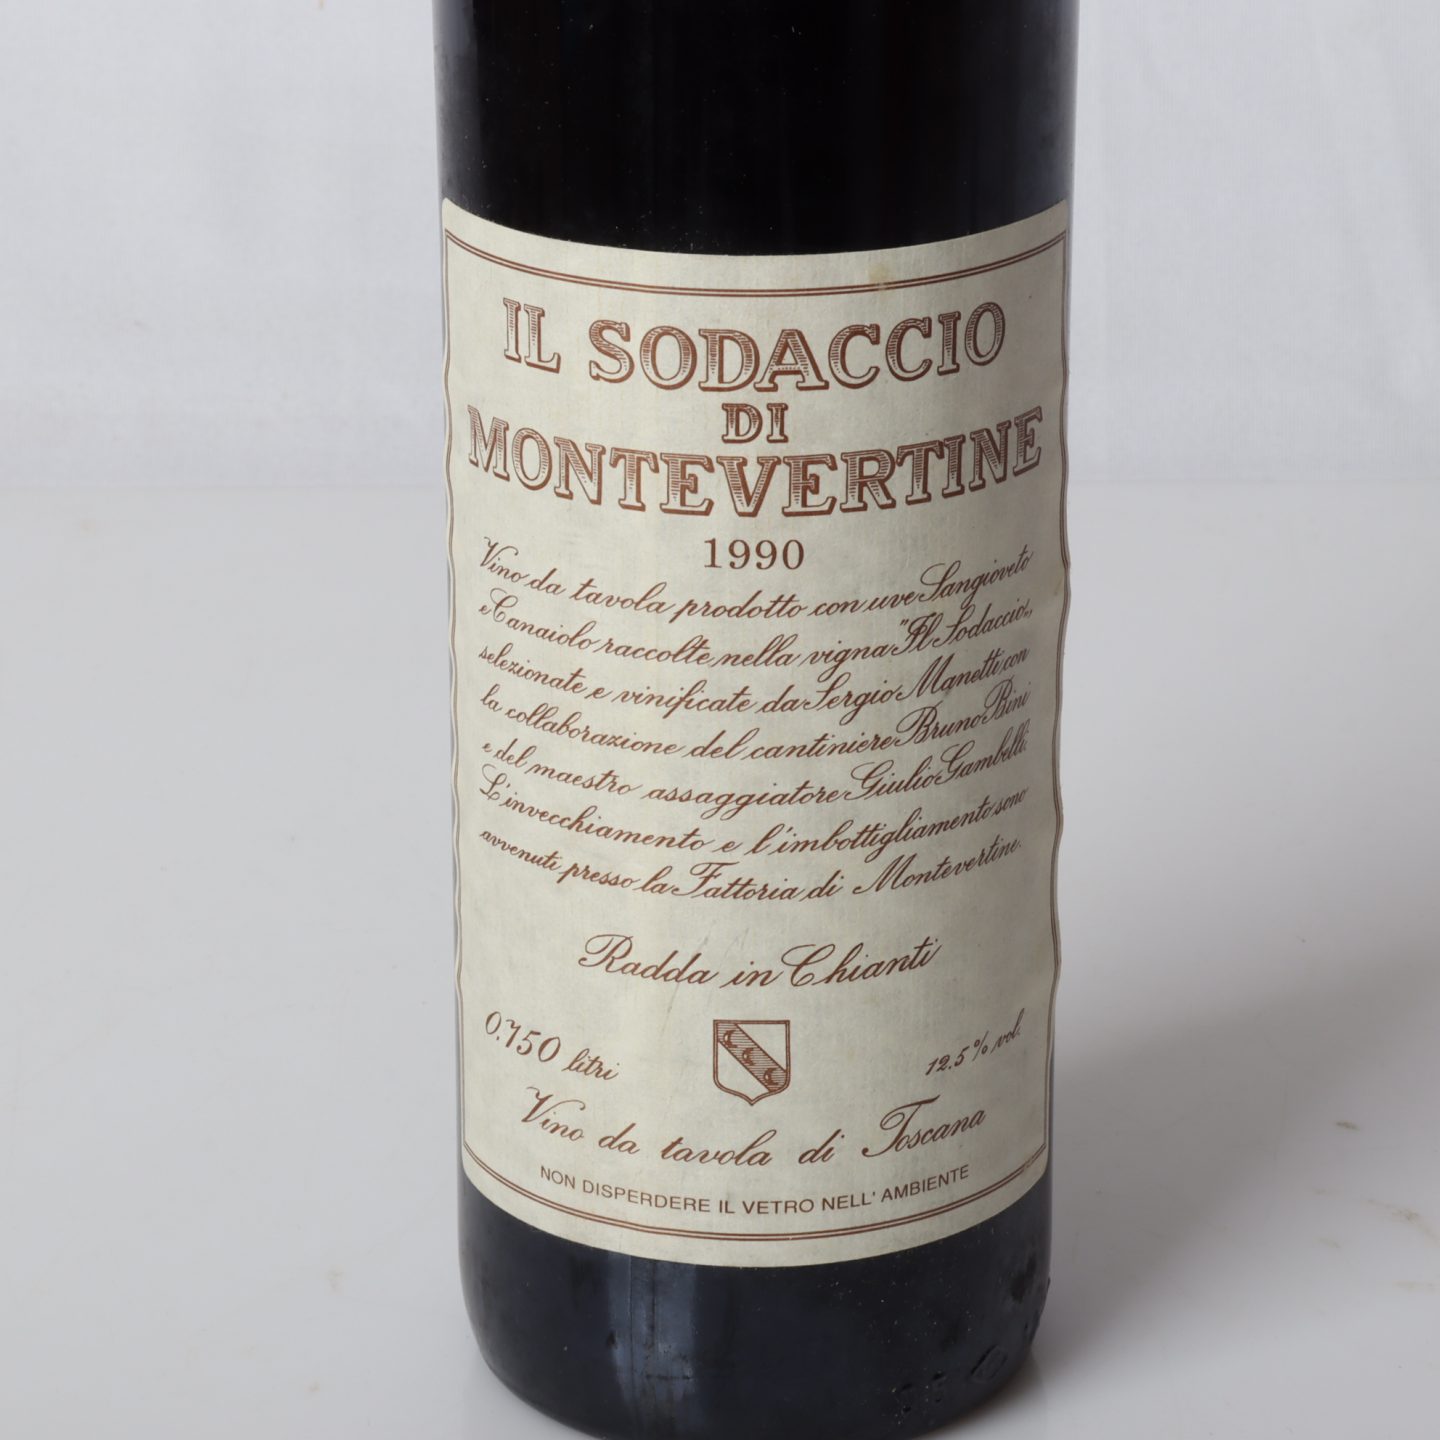 IL SODACCIO
DI
MONTEVERTINE
1990
Vino da tavola prodotto con uve Sangioveto
e Canaiolo raccolte nella vigna "Il Sodaccio„
selezionate e vinificate da Sergio Manetti con
la collaborazione del cantiniere Bruno Bini
e del maestro assaggiatore Giulio Gambelli.
L'invecchiamento e l'imbottigliamento sono
avvenuti presso la Fattoria di Montevertine.
Radda in Chianti
0.750 litri 12.5% vol.
Vino da tavola di Toscana
NON DISPERDERE IL VETRO NELL' AMBIENTE